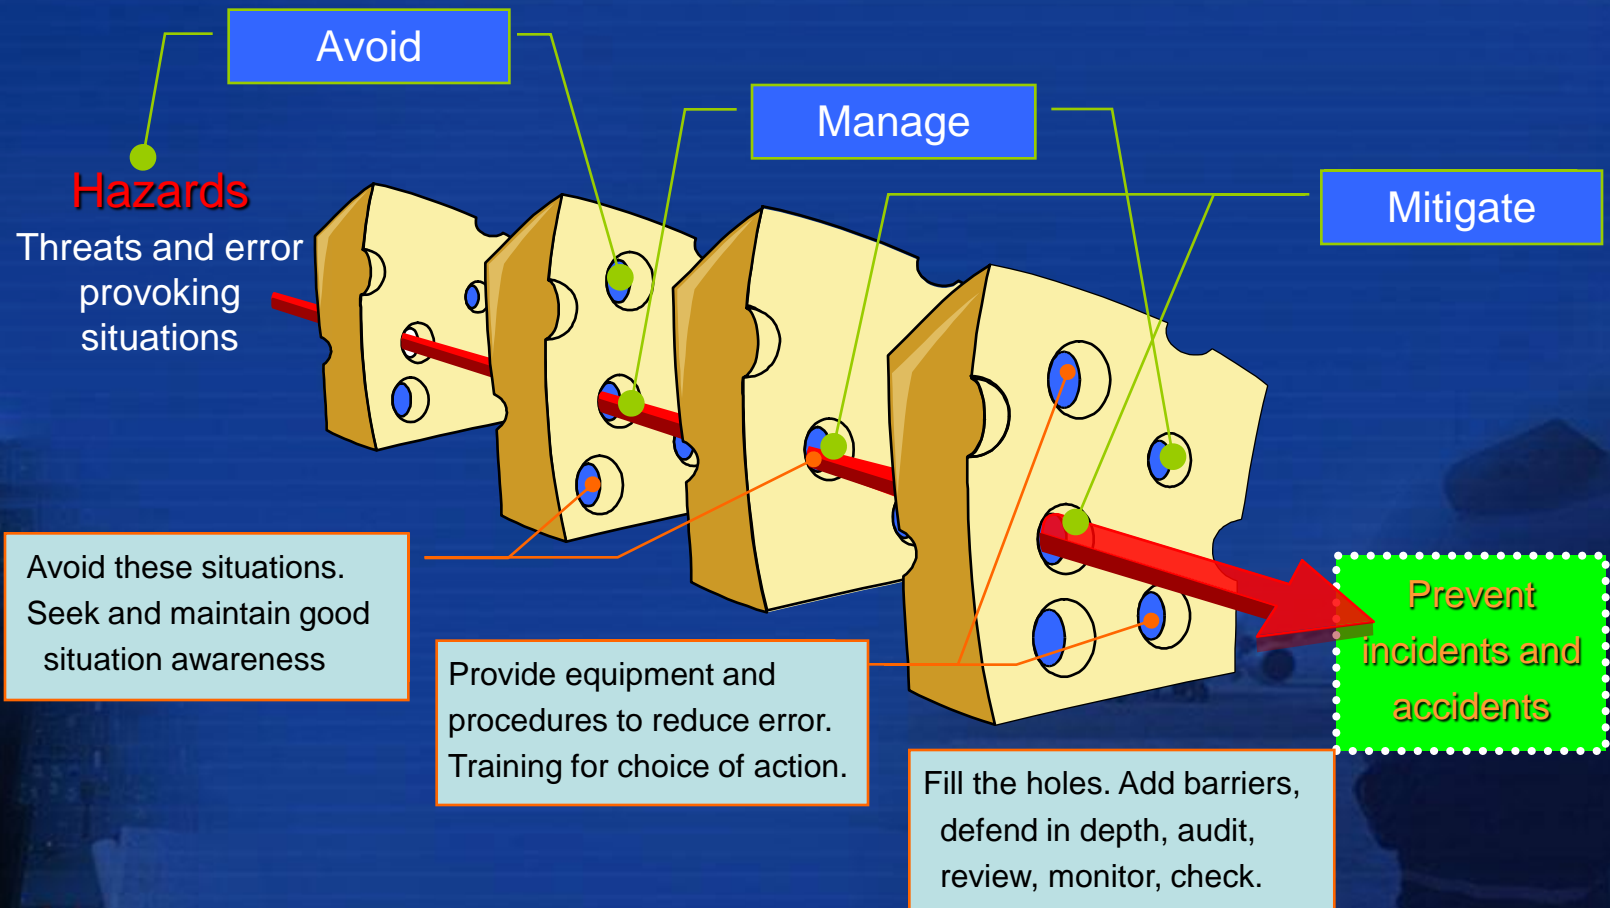 Avoid
Manage
Mitigate
Hazards
Threats and error
provoking
situations
Avoid these situations.
Seek and maintain good
situation awareness
Provide equipment and
procedures to reduce error.
Training for choice of action.
Fill the holes. Add barriers,
defend in depth, audit,
review, monitor, check.
Prevent
incidents and
accidents